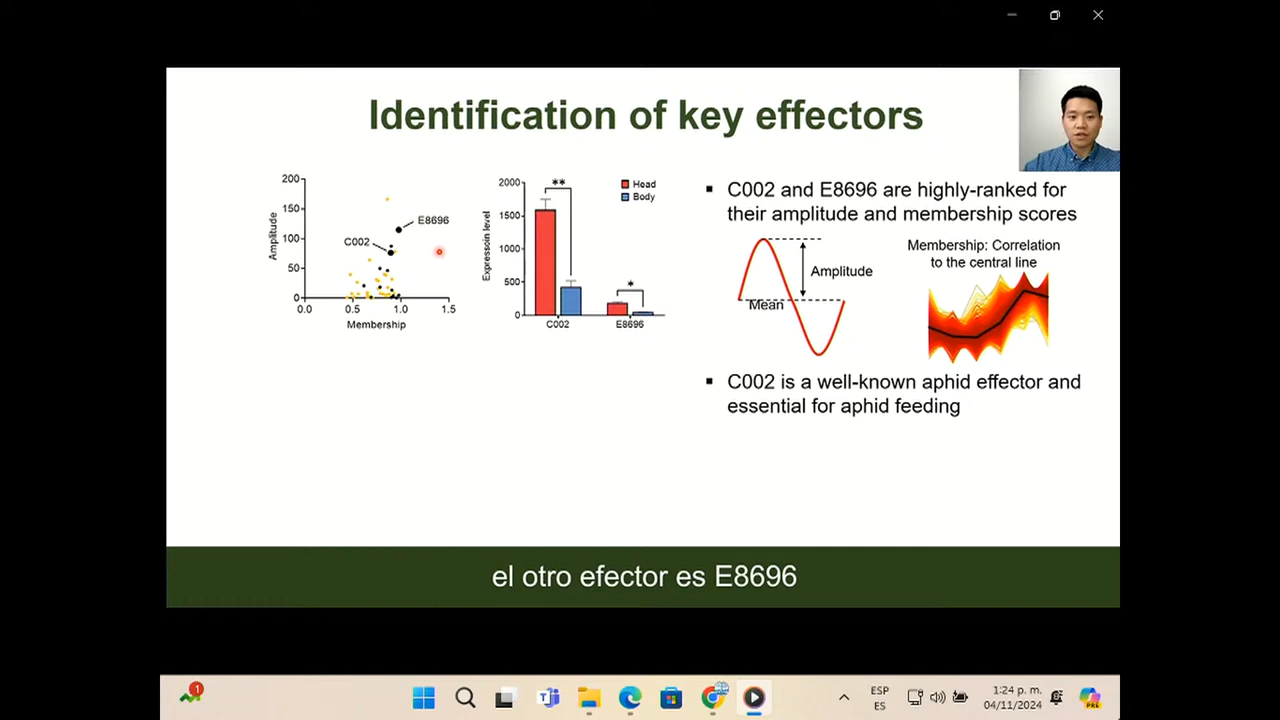 Identification of key effectors
200
150
100
50
0
Amplitude
0.0 0.5 1.0 1.5
Membership
E8696
C002
2000
1500
1000
500
0
Expressoin level
**
*
Head
Body
C002 E8696
▪ C002 and E8696 are highly-ranked for
their amplitude and membership scores
Amplitude
Mean
Membership: Correlation
to the central line
▪ C002 is a well-known aphid effector and
essential for aphid feeding
el otro efector es E8696
1
T
ESP
ES
1:24 p. m.
04/11/2024
PRE